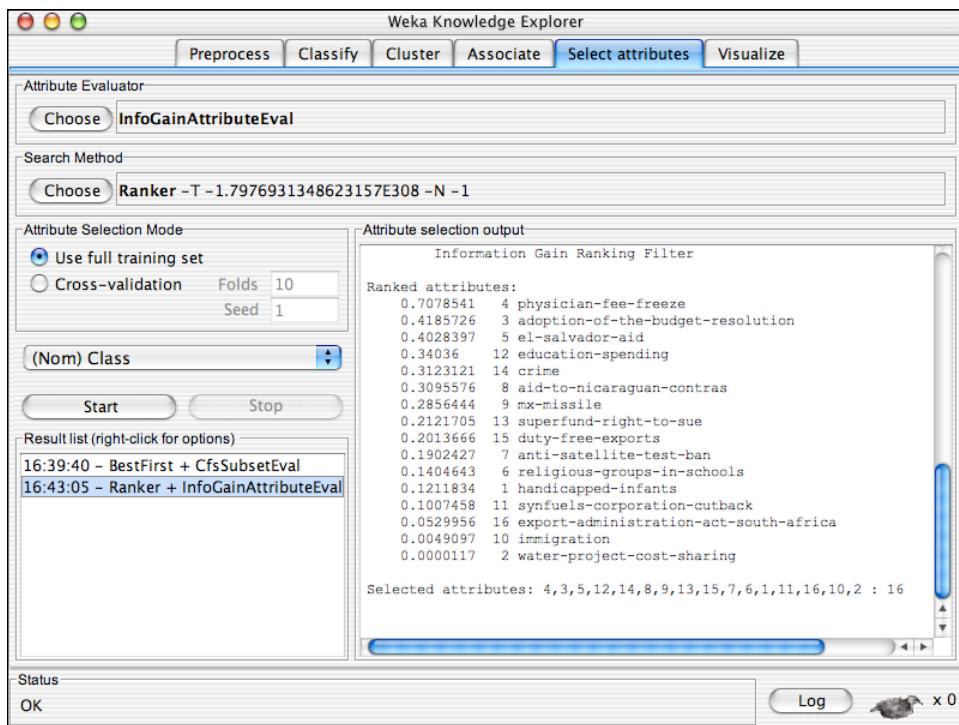 Weka Knowledge Explorer
Preprocess Classify Cluster Associate Select attributes Visualize
Attribute Evaluator
Choose InfoGainAttributeEval
Search Method
Choose Ranker -T -1.7976931348623157E308 -N -1
Attribute Selection Mode
Use full training set
Cross-validation Folds 10
Seed 1
(Nom) Class
Start Stop
Result list (right-click for options)
16:39:40 - BestFirst + CfsSubsetEval
16:43:05 - Ranker + InfoGainAttributeEval
Attribute selection output
Information Gain Ranking Filter
Ranked attributes:
0.7078541 4 physician-fee-freeze
0.4185726 3 adoption-of-the-budget-resolution
0.4028397 5 el-salvador-aid
0.34036 12 education-spending
0.3123121 14 crime
0.3095576 8 aid-to-nicaraguan-contras
0.2856444 9 mx-missile
0.2121705 13 superfund-right-to-sue
0.2013666 15 duty-free-exports
0.1902427 7 anti-satellite-test-ban
0.1404643 6 religious-groups-in-schools
0.1211834 1 handicapped-infants
0.1007458 11 synfuels-corporation-cutback
0.0529956 16 export-administration-act-south-africa
0.0049097 10 immigration
0.0000117 2 water-project-cost-sharing
Selected attributes: 4,3,5,12,14,8,9,13,15,7,6,1,11,16,10,2 : 16
Status
OK
Log x 0